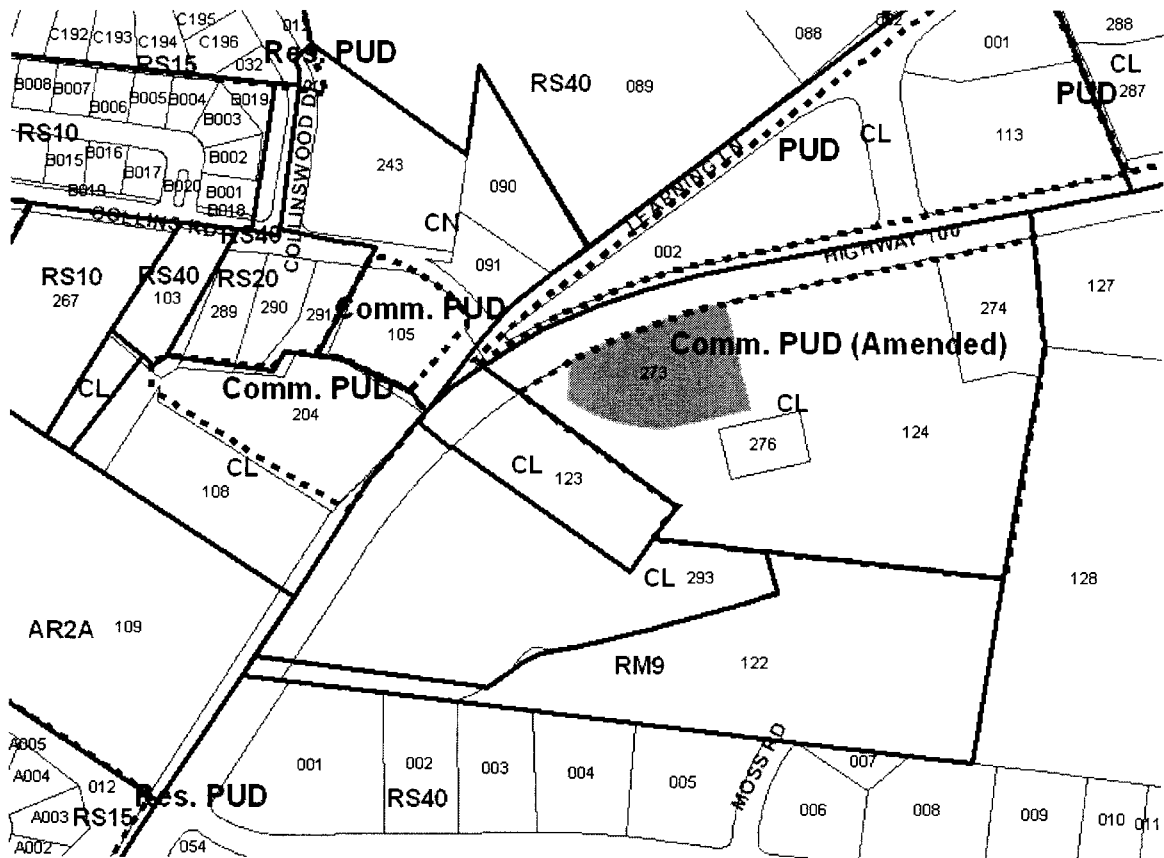 C195
C192
C193
C194
C196
RS15
032
Res. PUD
088
001
288
CL
287
PUD
B008
B007
B006
B005
B004
B019
B003
RS10
B015
B016
B017
B002
B020
B001
B019
B018
COLLINS RD
RS40
COLLINSWOOD DR
243
090
RS40
089
CN
091
LEARNING LN
PUD
CL
113
002
HIGHWAY 100
RS10
267
RS40
103
RS20
289
290
291
Comm. PUD
105
Comm. PUD
204
CL
CL
108
273
Comm. PUD (Amended)
274
127
CL
276
124
CL
123
CL
293
128
AR2A
109
RM9
122
A005
A004
A003
A002
012
RS15
Res. PUD
054
001
002
RS40
003
004
005
MOSS RD
006
007
008
009
010
011